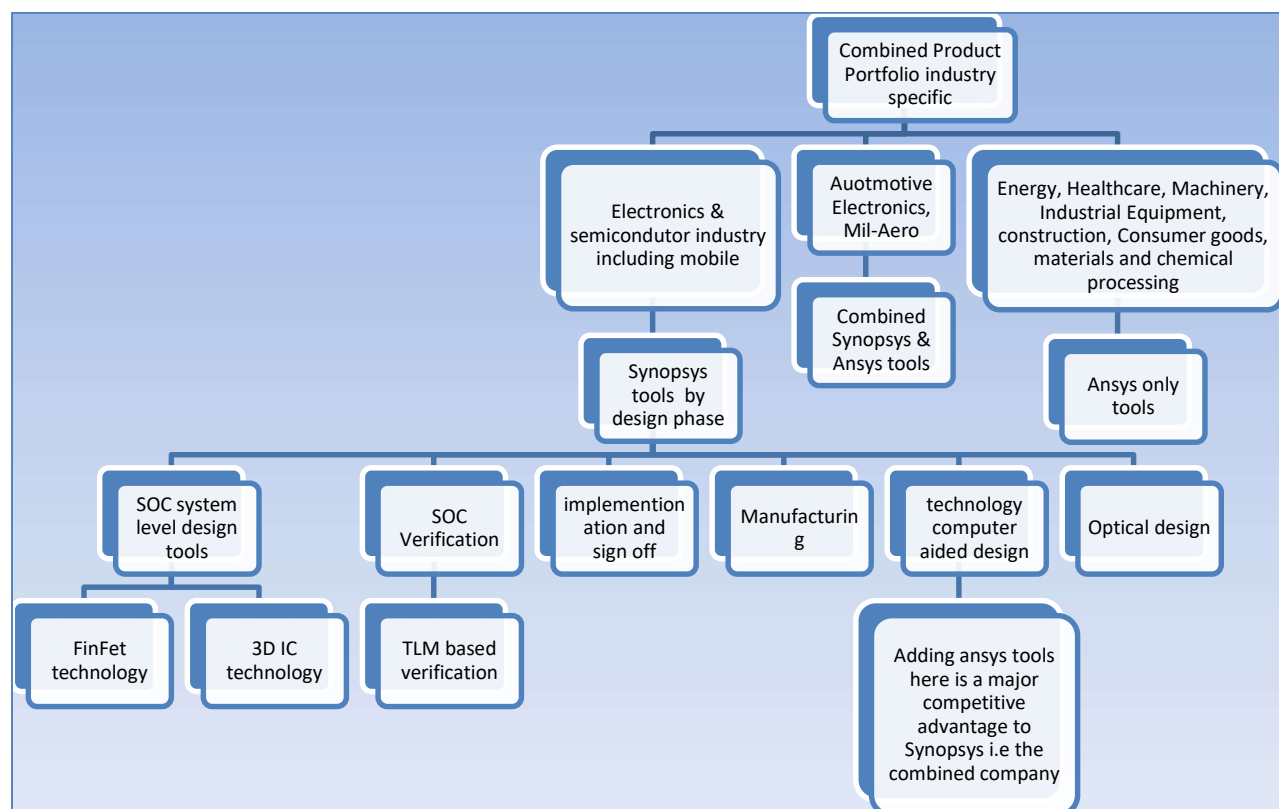 Combined Product
Portfolio industry
specific
Electronics &
semicondutor industry
including mobile
Auotmotive
Electronics,
Mil-Aero
Energy, Healthcare, Machinery,
Industrial Equipment,
construction, Consumer goods,
materials and chemical
processing
Synopsys
tools by
design phase
Combined
Synopsys &
Ansys tools
Ansys only
tools
SOC system
level design
tools
SOC
Verification
implemention
ation and
sign off
Manufacturin
g
technology
computer
aided design
Optical design
FinFet
technology
3D IC
technology
TLM based
verification
Adding ansys tools
here is a major
competitive
advantage to
Synopsys i.e the
combined company